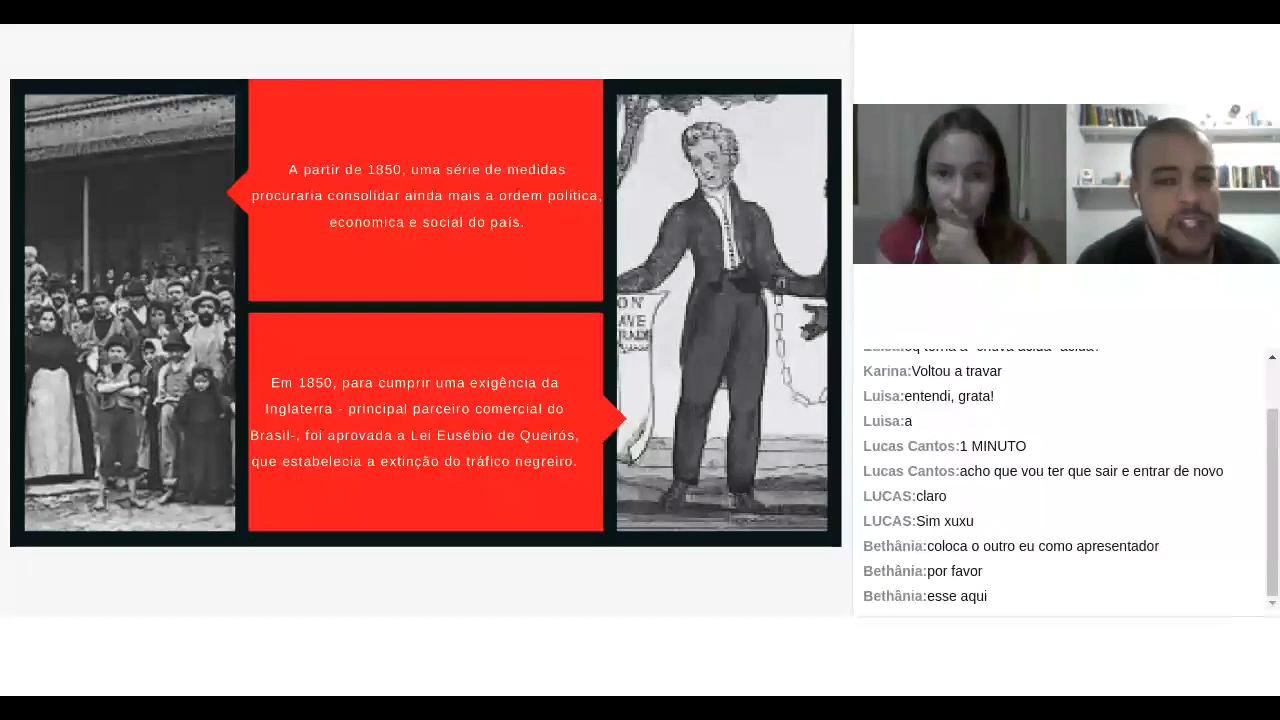 A partir de 1850, uma série de medidas
procuraria consolidar ainda mais a ordem politica,
economica e social do país.
Em 1850, para cumprir uma exigência da
Inglaterra - principal parceiro comercial do
Brasil-, foi aprovada a Lei Eusébio de Queirós,
que estabelecia a extinção do tráfico negreiro.
ON
Karina:Voltou a travar
Luisa:entendi, grata!
Luisa:a
Lucas Cantos:1 MINUTO
Lucas Cantos:acho que vou ter que sair e entrar de novo
LUCAS:claro
LUCAS:Sim xuxu
Bethânia:coloca o outro eu como apresentador
Bethânia:por favor
Bethânia:esse aqui